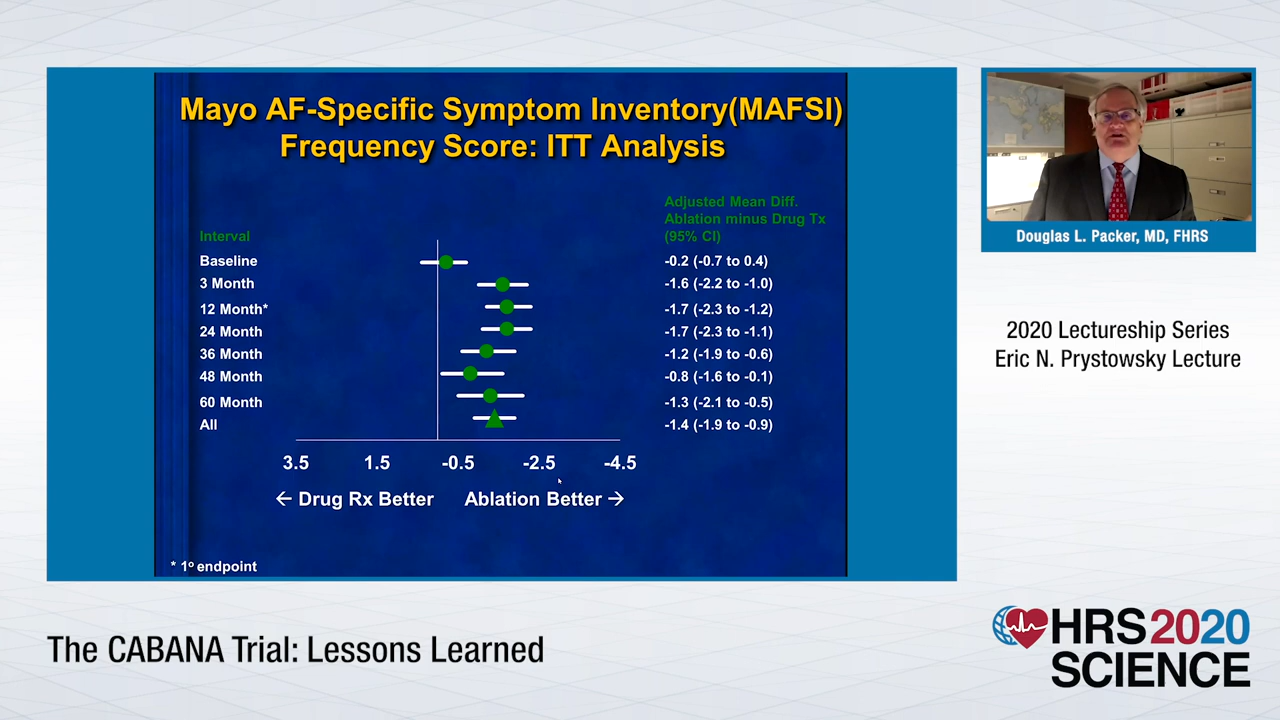 Mayo AF-Specific Symptom Inventory(MAFSI)
Frequency Score: ITT Analysis
Adjusted Mean Diff.
Ablation minus Drug Tx
(95% CI)
Interval
Baseline -0.2 (-0.7 to 0.4)
3 Month -1.6 (-2.2 to -1.0)
12 Month* -1.7 (-2.3 to -1.2)
24 Month -1.7 (-2.3 to -1.1)
36 Month -1.2 (-1.9 to -0.6)
48 Month -0.8 (-1.6 to -0.1)
60 Month -1.3 (-2.1 to -0.5)
All -1.4 (-1.9 to -0.9)
3.5 1.5 -0.5 -2.5 -4.5
← Drug Rx Better Ablation Better →
* 1º endpoint
Douglas L. Packer, MD, FHRS
2020 Lectureship Series
Eric N. Prystowsky Lecture
The CABANA Trial: Lessons Learned
HRS2020
SCIENCE